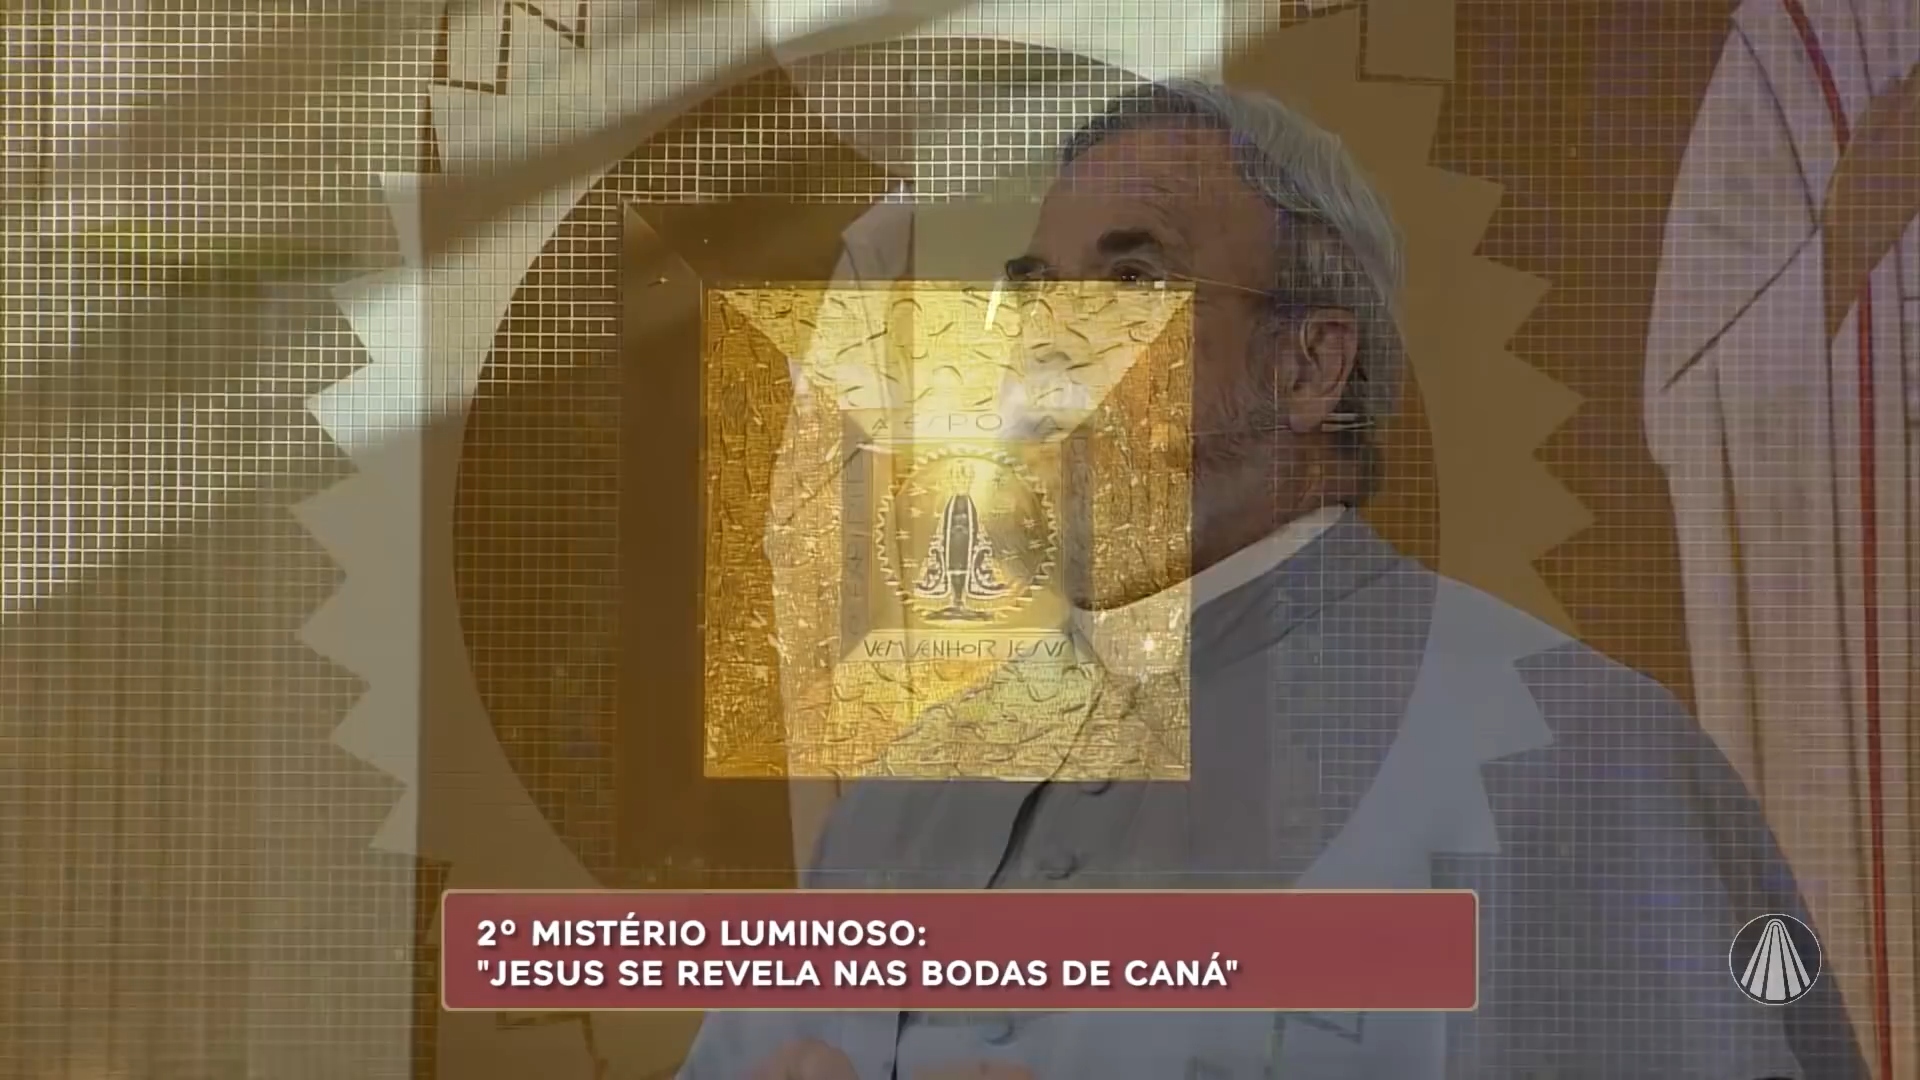 VEM SENHOR JESUS
2º MISTÉRIO LUMINOSO:
"JESUS SE REVELA NAS BODAS DE CANÁ"